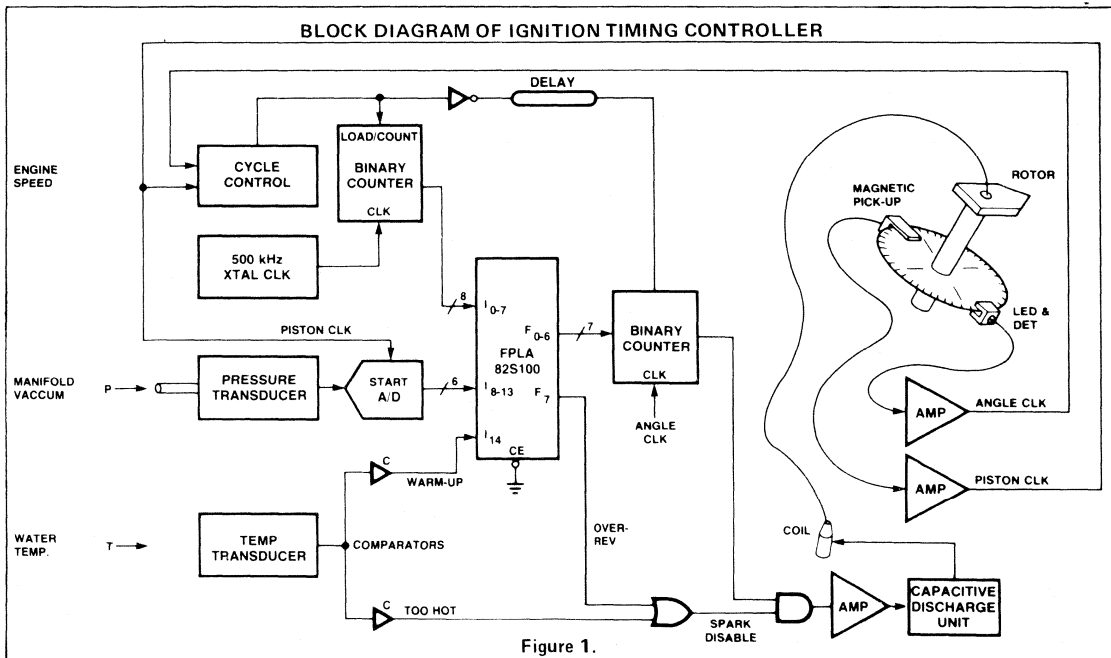 BLOCK DIAGRAM OF IGNITION TIMING CONTROLLER
DELAY
ENGINE
SPEED
CYCLE
CONTROL
LOAD/COUNT
BINARY
COUNTER
CLK
500 kHz
XTAL CLK
MAGNETIC
PICK-UP
ROTOR
LED &
DET
PISTON CLK
MANIFOLD
VACCUM
P
PRESSURE
TRANSDUCER
START
A/D
8
6
I0-7
I8-13
I14
FPLA
82S100
F0-6
F7
CE
7
BINARY
COUNTER
CLK
ANGLE
CLK
C
WARM-UP
WATER
TEMP.
T
TEMP
TRANSDUCER
COMPARATORS
C
TOO HOT
OVER-
REV
SPARK
DISABLE
AMP
ANGLE CLK
AMP
PISTON CLK
COIL
AMP
CAPACITIVE
DISCHARGE
UNIT
Figure 1.